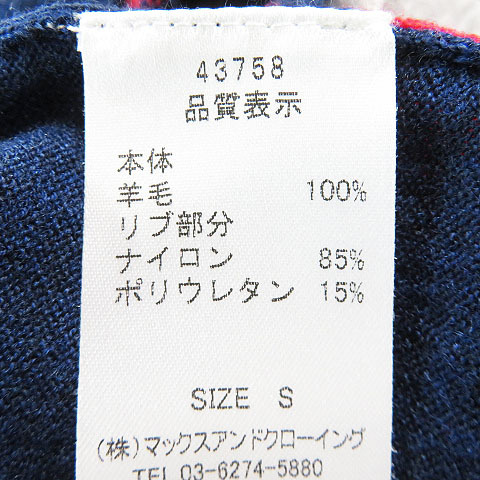 43758
品質表示
本体
羊毛 100%
リブ部分
ナイロン 85%
ポリウレタン 15%
SIZE S
(株)マックスアンドクローイング
TEL 03-6274-5880